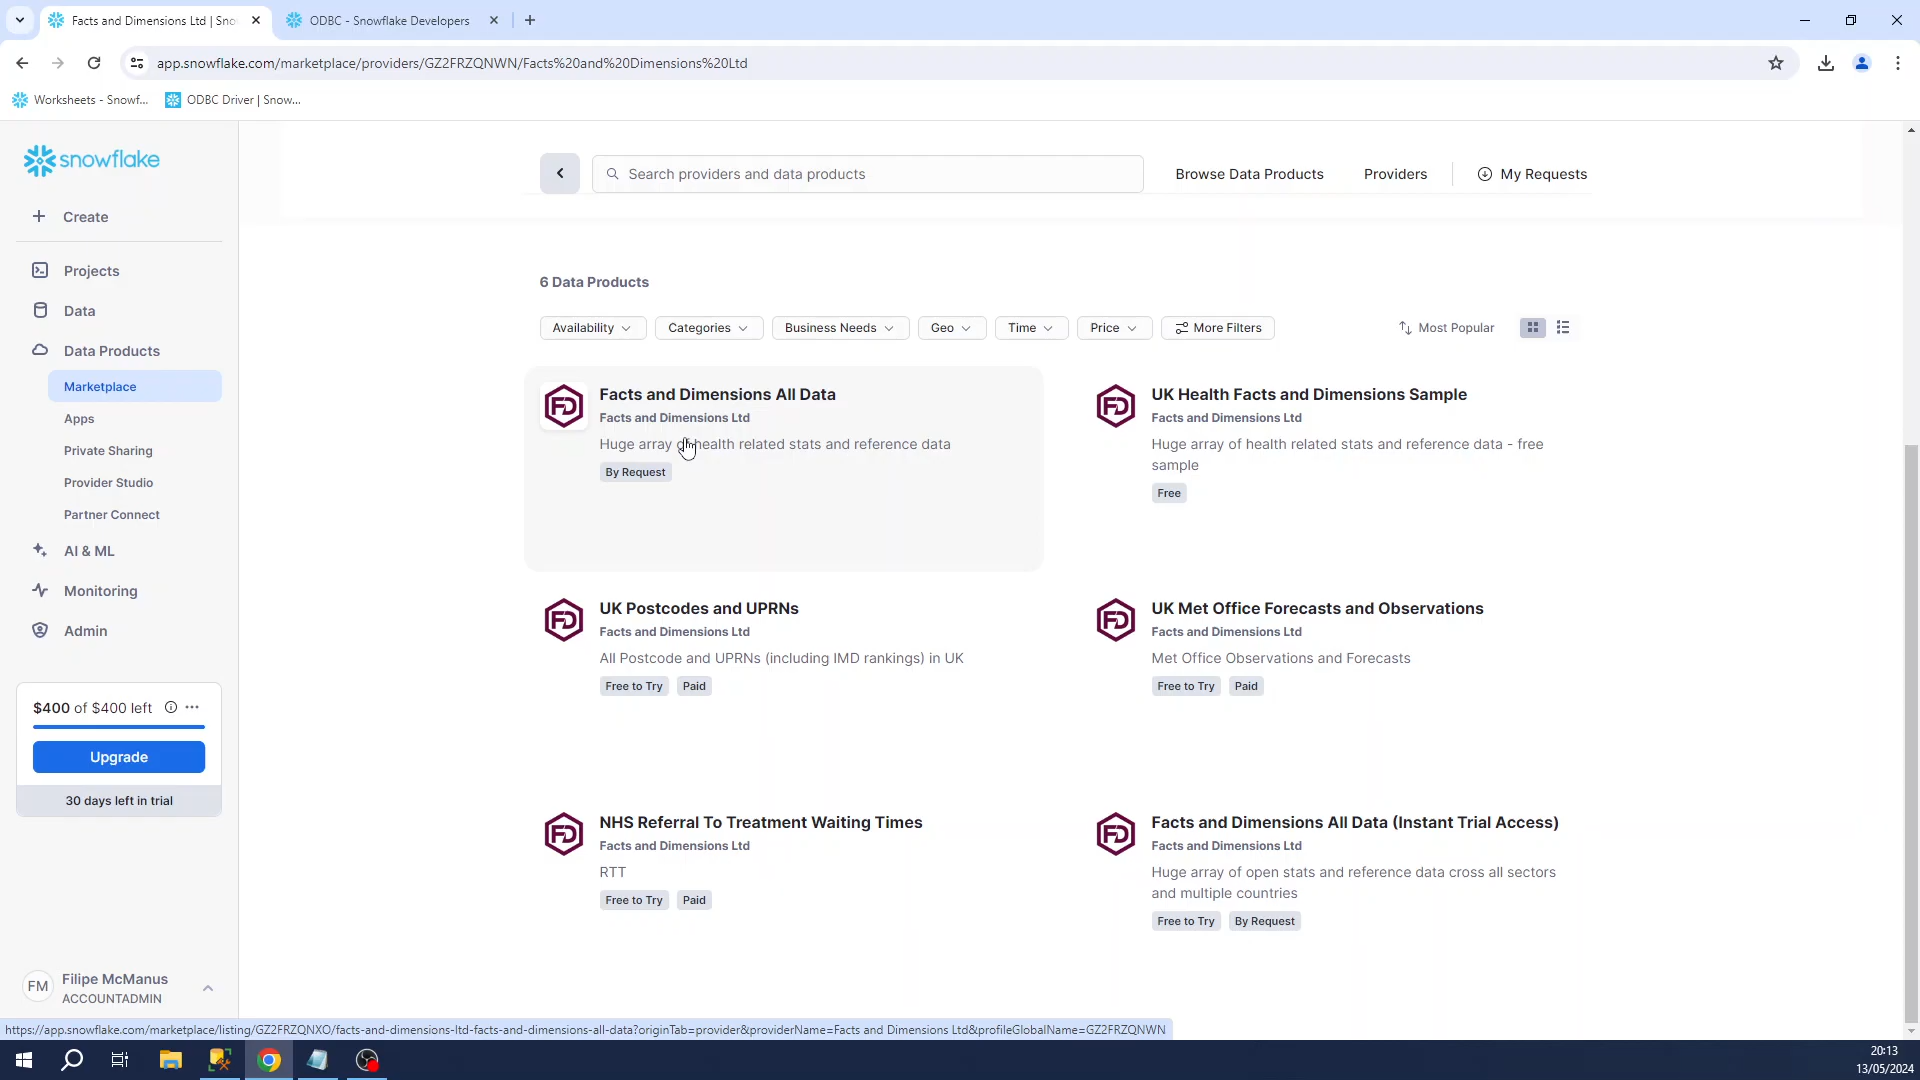 Facts and Dimensions Ltd | Sno
ODBC - Snowflake Developers
app.snowflake.com/marketplace/providers/GZ2FRZQNWN/Facts%20and%20Dimensions%20Ltd
Worksheets - Snowf...
ODBC Driver | Snow...
snowflake
Search providers and data products
Browse Data Products
Providers
My Requests
Create
Projects
Data
Data Products
Marketplace
Apps
Private Sharing
Provider Studio
Partner Connect
AI & ML
Monitoring
Admin
$400 of $400 left
Upgrade
30 days left in trial
FM
Filipe McManus
ACCOUNTADMIN
6 Data Products
Availability
Categories
Business Needs
Geo
Time
Price
More Filters
Most Popular
FD
Facts and Dimensions All Data
Facts and Dimensions Ltd
Huge array of health related stats and reference data
By Request
FD
UK Health Facts and Dimensions Sample
Facts and Dimensions Ltd
Huge array of health related stats and reference data - free
sample
Free
FD
UK Postcodes and UPRNs
Facts and Dimensions Ltd
All Postcode and UPRNs (including IMD rankings) in UK
Free to Try
Paid
FD
UK Met Office Forecasts and Observations
Facts and Dimensions Ltd
Met Office Observations and Forecasts
Free to Try
Paid
FD
NHS Referral To Treatment Waiting Times
Facts and Dimensions Ltd
RTT
Free to Try
Paid
FD
Facts and Dimensions All Data (Instant Trial Access)
Facts and Dimensions Ltd
Huge array of open stats and reference data cross all sectors
and multiple countries
Free to Try
By Request
https://app.snowflake.com/marketplace/listing/GZ2FRZQNXO/facts-and-dimensions-ltd-facts-and-dimensions-all-data?originTab=provider&providerName=Facts and Dimensions Ltd&profileGlobalName=GZ2FRZQNWN
20:13
13/05/2024